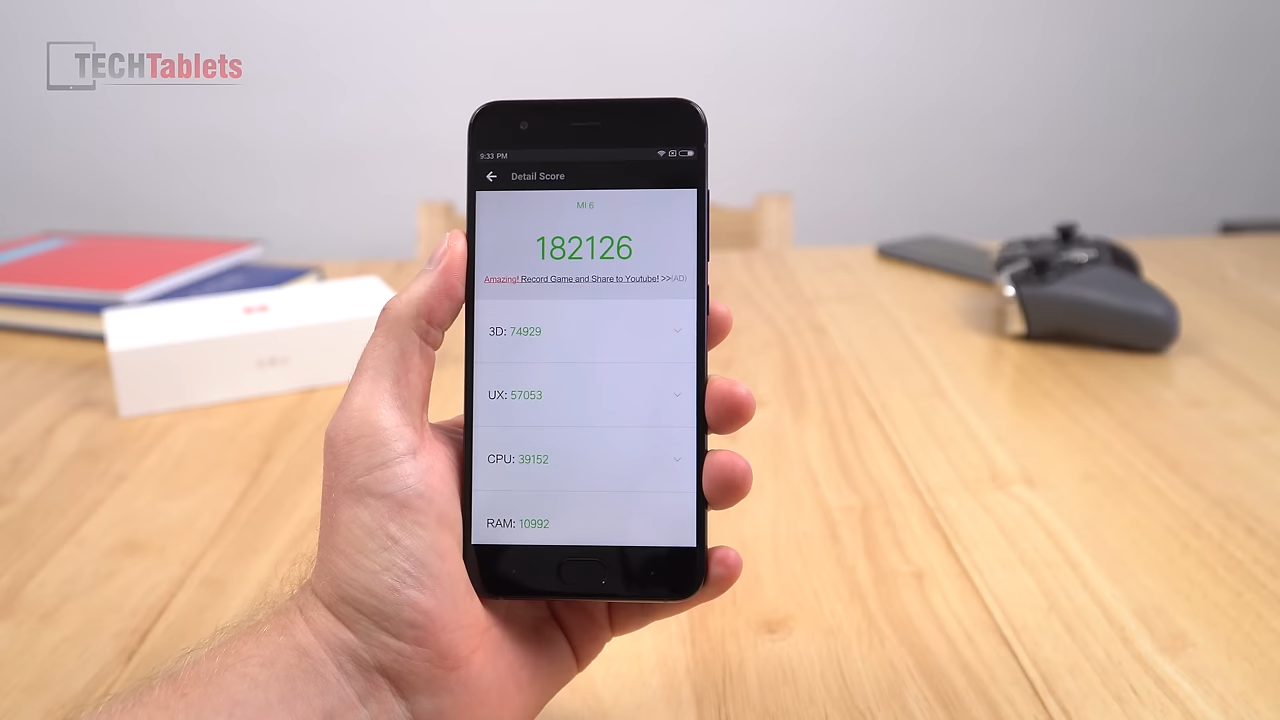 TECHTablets
9:33 PM
Detail Score
MI 6
182126
Amazing! Record Game and Share to Youtube! >>(AD)
3D: 74929
UX: 57053
CPU: 39152
RAM: 10992